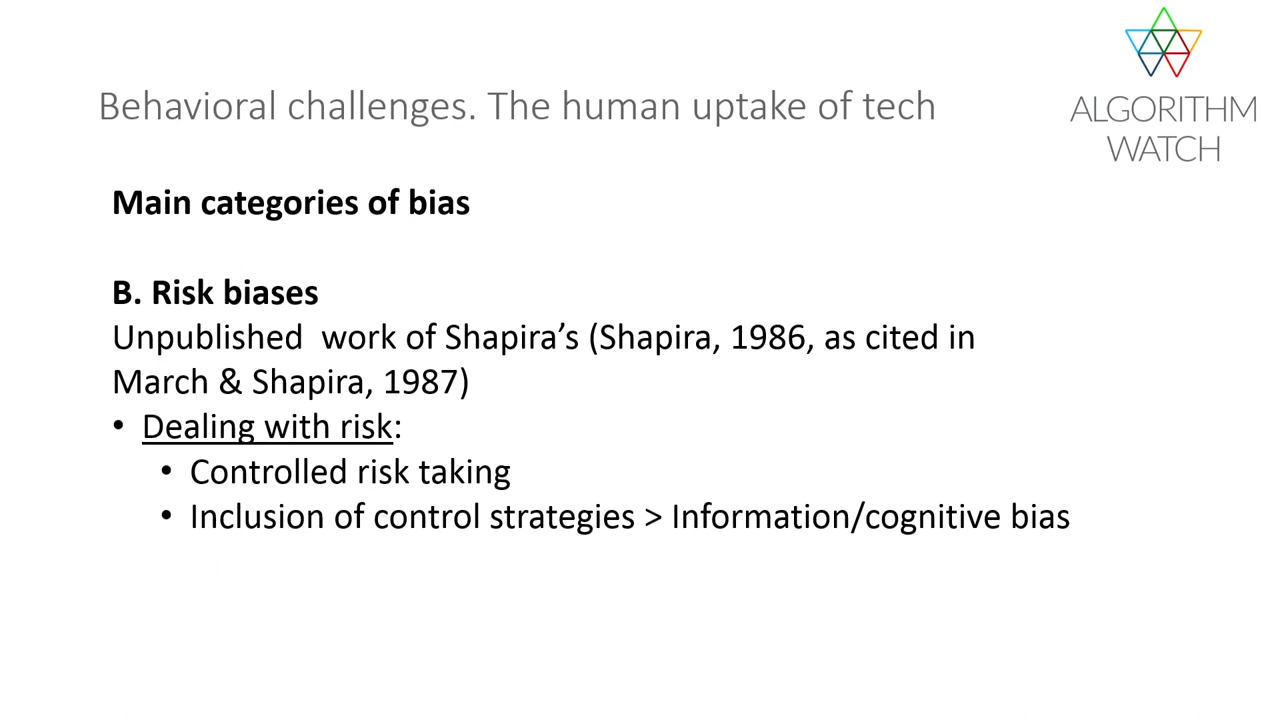 ALGORITHM
WATCH
Behavioral challenges. The human uptake of tech
Main categories of bias
B. Risk biases
Unpublished  work of Shapira’s (Shapira, 1986, as cited in
March & Shapira, 1987)
• Dealing with risk:
• Controlled risk taking
• Inclusion of control strategies > Information/cognitive bias